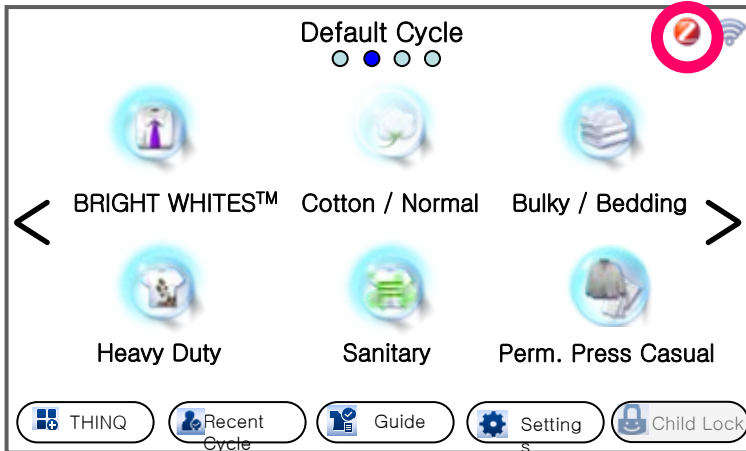 Default Cycle
BRIGHT WHITES™ Cotton / Normal Bulky / Bedding
Heavy Duty Sanitary Perm. Press Casual
THINQ Recent Cycle Guide Settings Child Lock